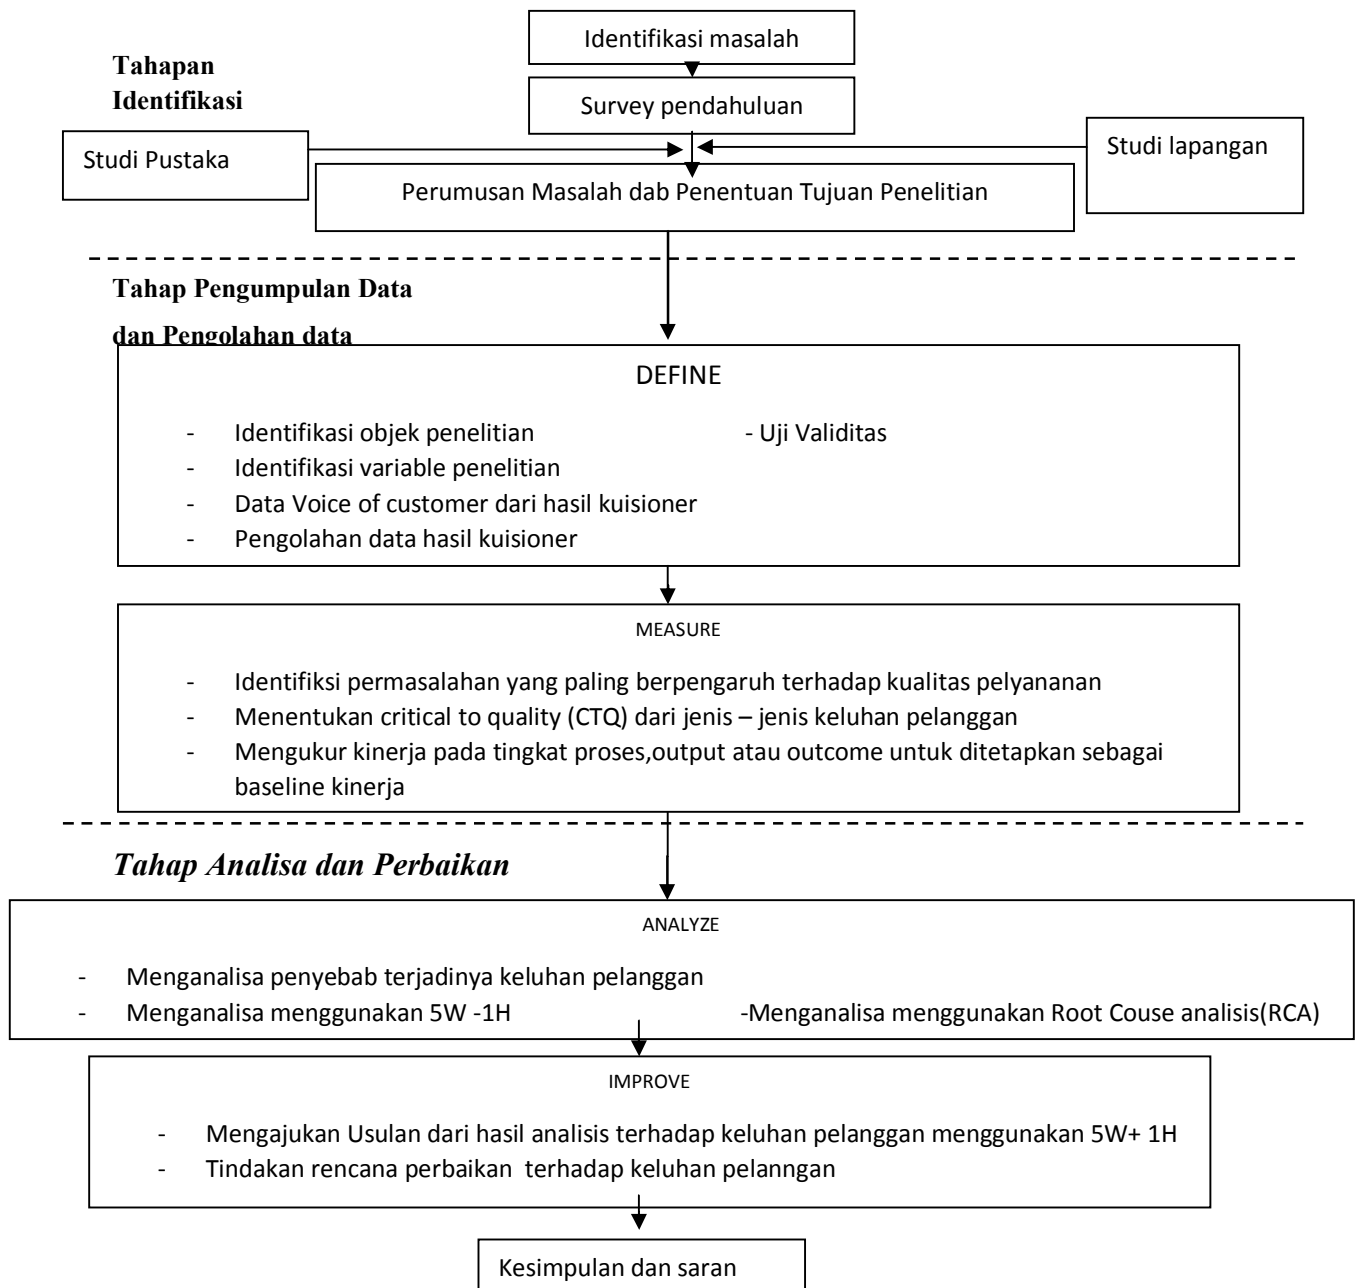 Identifikasi masalah
Tahapan
Identifikasi
Survey pendahuluan
Studi Pustaka
Studi lapangan
Perumusan Masalah dab Penentuan Tujuan Penelitian
Tahap Pengumpulan Data
dan Pengolahan data
DEFINE
- Identifikasi objek penelitian - Uji Validitas
- Identifikasi variable penelitian
- Data Voice of customer dari hasil kuisioner
- Pengolahan data hasil kuisioner
MEASURE
- Identifiksi permasalahan yang paling berpengaruh terhadap kualitas pelyananan
- Menentukan critical to quality (CTQ) dari jenis – jenis keluhan pelanggan
- Mengukur kinerja pada tingkat proses,output atau outcome untuk ditetapkan sebagai
baseline kinerja
Tahap Analisa dan Perbaikan
ANALYZE
- Menganalisa penyebab terjadinya keluhan pelanggan
- Menganalisa menggunakan 5W -1H -Menganalisa menggunakan Root Couse analisis(RCA)
IMPROVE
- Mengajukan Usulan dari hasil analisis terhadap keluhan pelanggan menggunakan 5W+ 1H
- Tindakan rencana perbaikan terhadap keluhan pelanngan
Kesimpulan dan saran